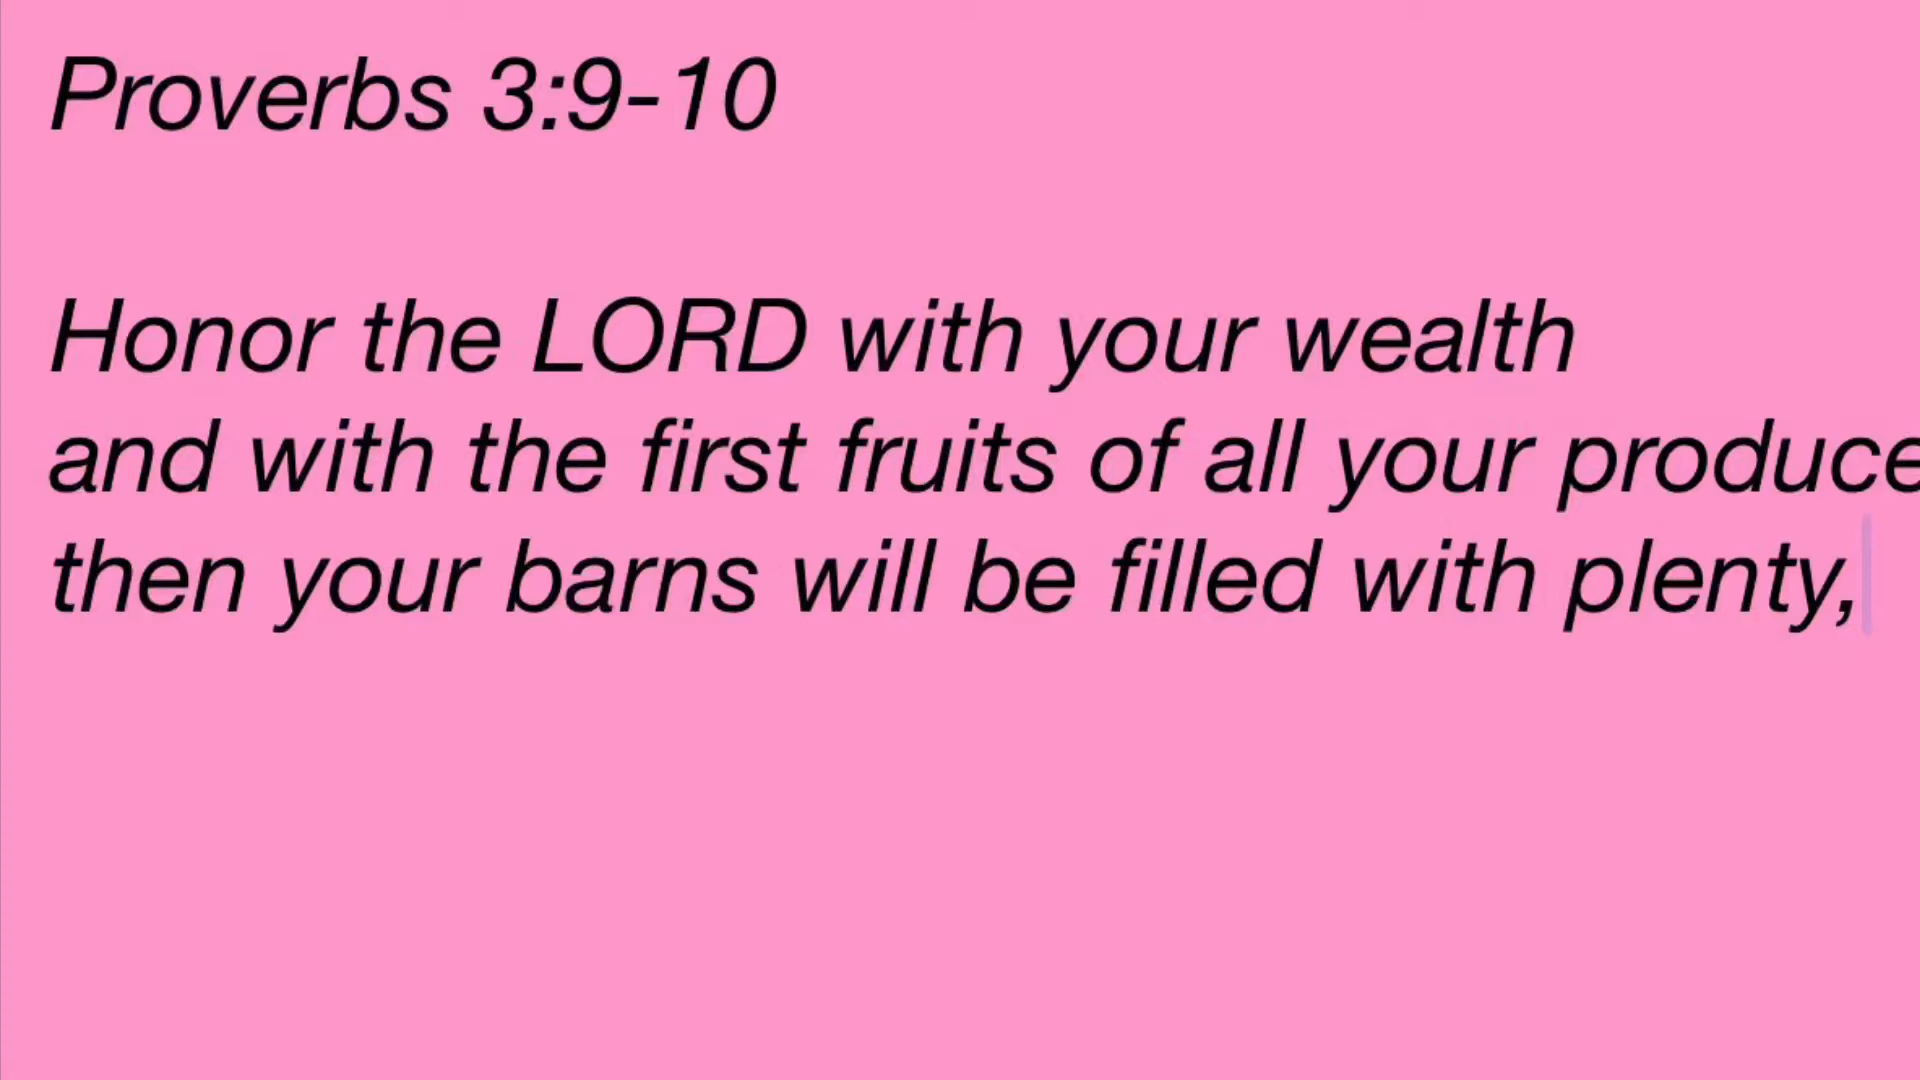 Proverbs 3:9-10
Honor the LORD with your wealth
and with the first fruits of all your produce
then your barns will be filled with plenty,